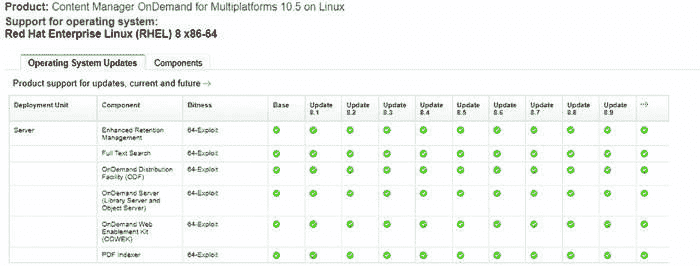 Product: Content Manager OnDemand for Multiplatforms 10.5 on Linux
Support for operating system:
Red Hat Enterprise Linux (RHEL) 8 x86-64
Operating System Updates Components
Product support for updates, current and future →
Deployment Unit Component Bitness Base Update 8.1 Update 8.2 Update 8.3 Update 8.4 Update 8.5 Update 8.6 Update 8.7 Update 8.8 Update 8.9 →
Server Enhanced Retention Management 64-Exploit
Full Text Search 64-Exploit
OnDemand Distribution Facility (ODF) 64-Exploit
OnDemand Server (Library Server and Object Server) 64-Exploit
OnDemand Web Enablement Kit (ODWEK) 64-Exploit
PDF Indexer 64-Exploit